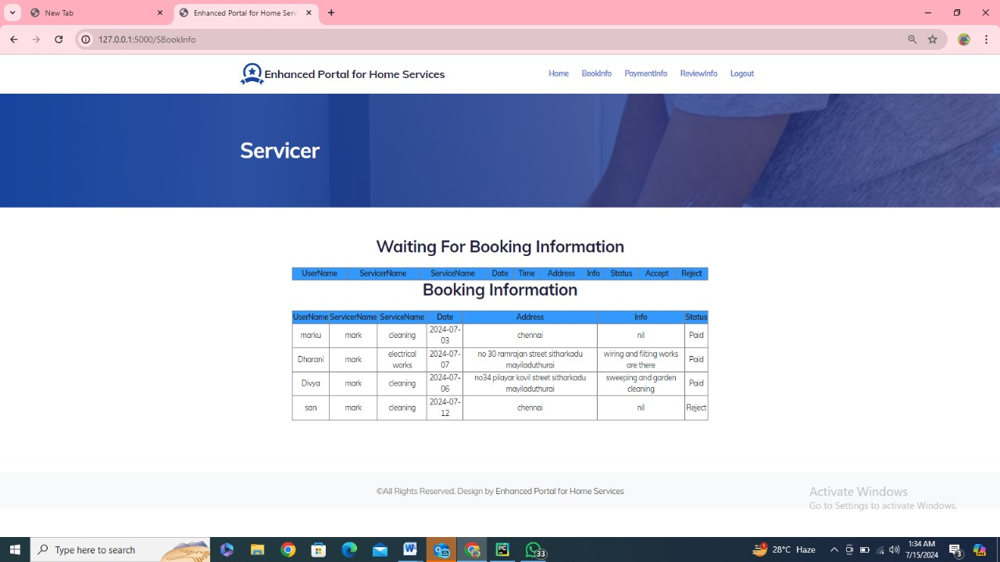 New Tab
Enhanced Portal for Home Serv
127.0.0.1:5000/SBookInfo
Enhanced Portal for Home Services
Home BookInfo PaymentInfo ReviewInfo Logout
Servicer
Waiting For Booking Information
UserName ServicerName ServiceName Date Time Address Info Status Accept Reject
Booking Information
UserName ServicerName ServiceName Date Address Info Status
marku mark cleaning 2024-07-03 chennai nil Paid
Dharani mark electrical works 2024-07-07 no 30 ramrajan street sitharkadu mayiladuthurai wiring and fiiting works are there Paid
Divya mark cleaning 2024-07-06 no34 pilayar kovil street sitharkadu mayiladuthurai sweeping and garden cleaning Paid
san mark cleaning 2024-07-12 chennai nil Reject
©All Rights Reserved. Design by Enhanced Portal for Home Services
Activate Windows
Go to Settings to activate Windows.
Type here to search
33
28°C Haze
1:34 AM
7/15/2024
3